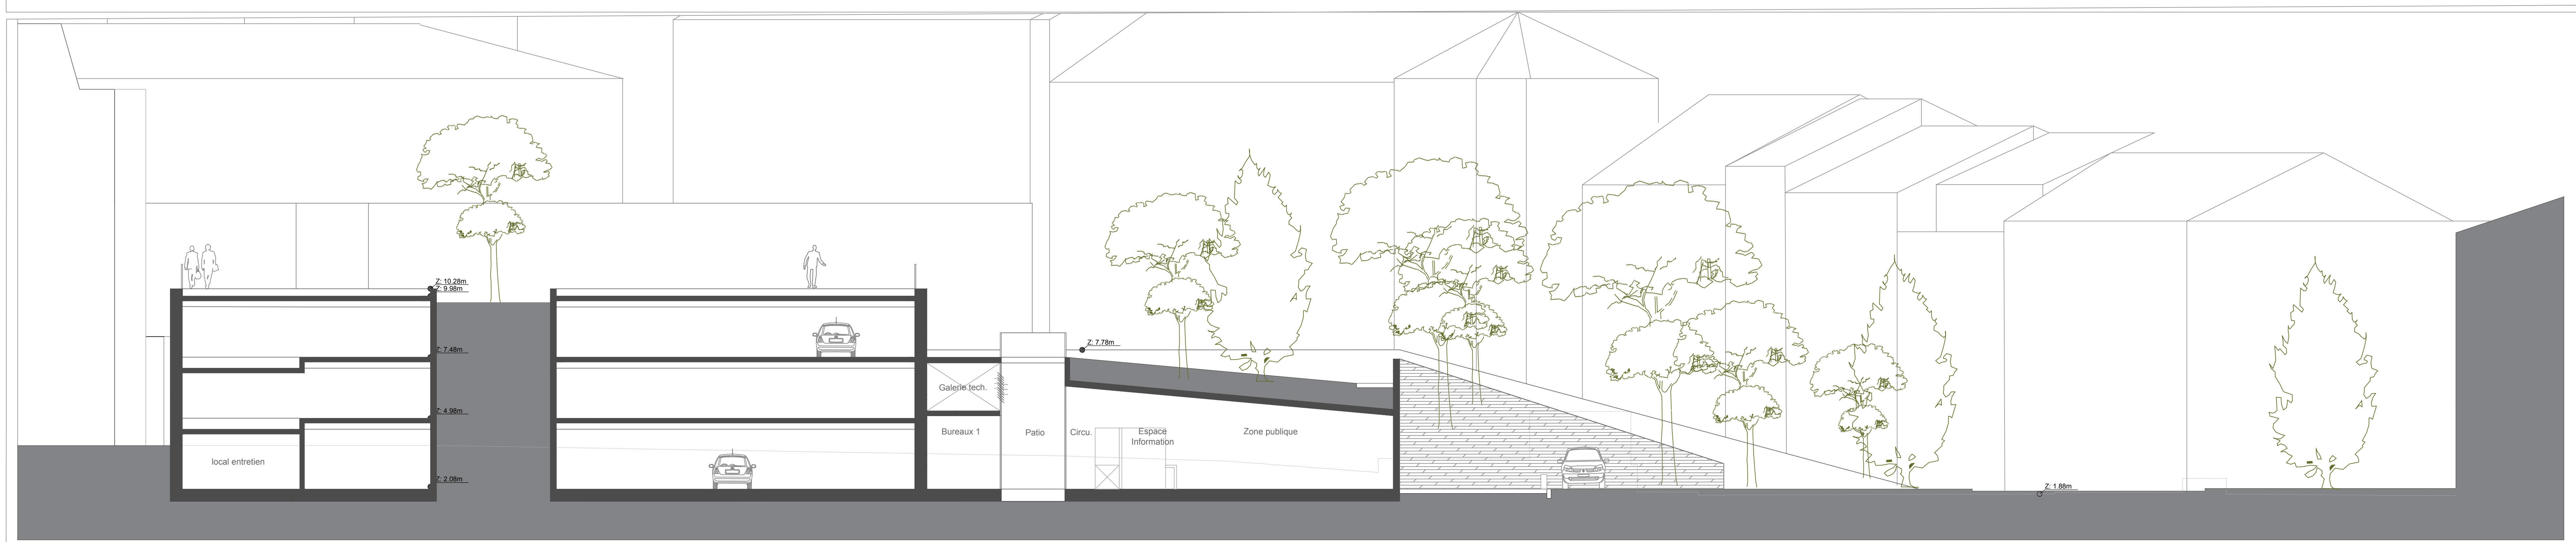 Z: 10.28m
Z: 9.98m
Z: 7.48m
Z: 7.78m
Galerie tech.
Z: 4.98m
Bureaux 1
Patio
Circu.
Espace
Information
Zone publique
local entretien
Z: 2.08m
Z: 1.88m